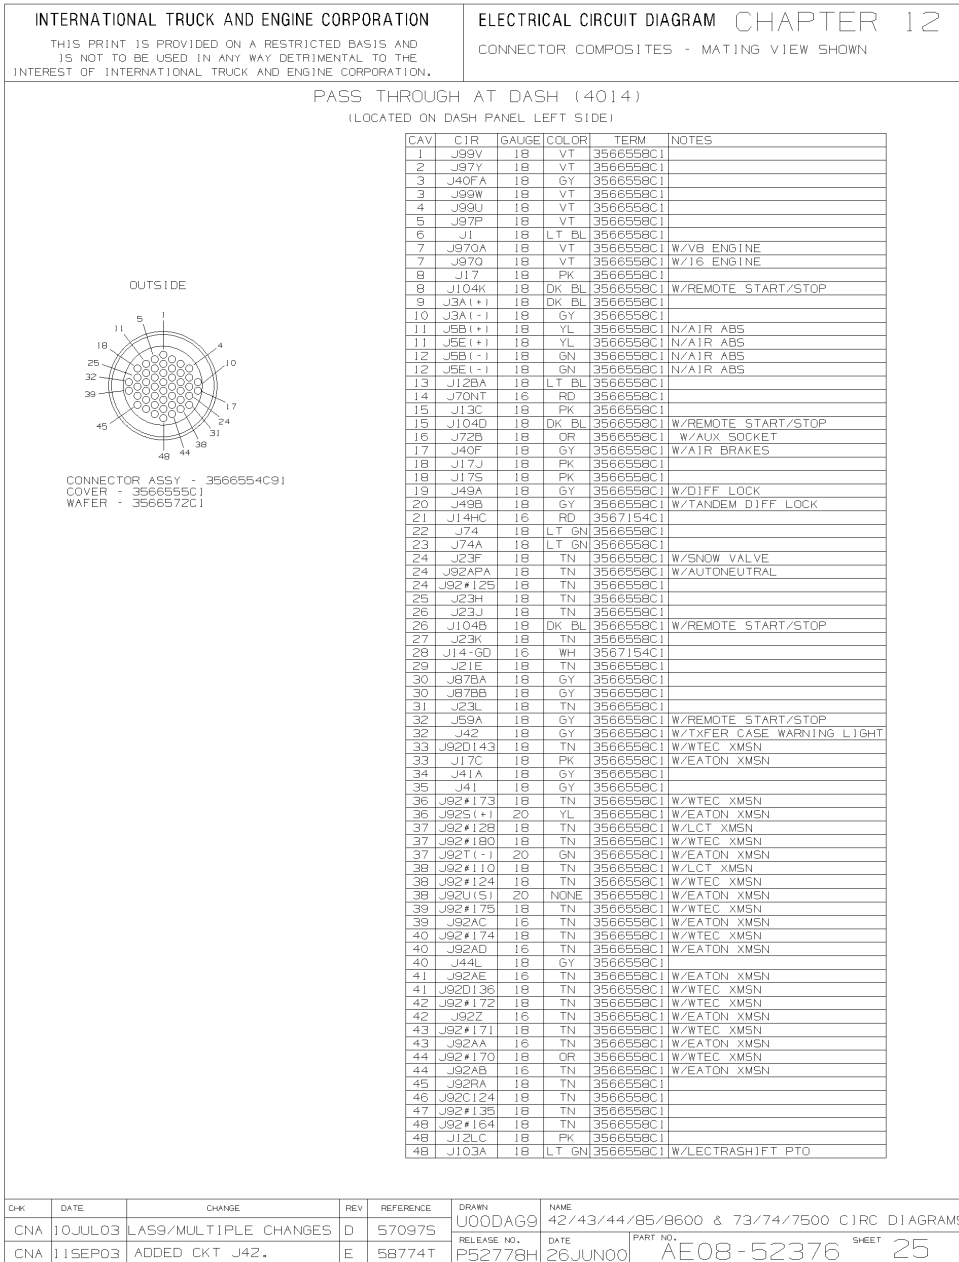 INTERNATIONAL TRUCK AND ENGINE CORPORATION
THIS PRINT IS PROVIDED ON A RESTRICTED BASIS AND
IS NOT TO BE USED IN ANY WAY DETRIMENTAL TO THE
INTEREST OF INTERNATIONAL TRUCK AND ENGINE CORPORATION.
ELECTRICAL CIRCUIT DIAGRAM CHAPTER 12
CONNECTOR COMPOSITES - MATING VIEW SHOWN
PASS THROUGH AT DASH (4014)
(LOCATED ON DASH PANEL LEFT SIDE)
OUTSIDE
1
5
11
4
18
25
10
32
39
17
45
24
31
38
44
48
CONNECTOR ASSY - 3566554C91
COVER - 3566555C1
WAFER - 3566572C1
CAV CIR GAUGE COLOR TERM NOTES
1 J99V 18 VT 3566558C1
2 J97Y 18 VT 3566558C1
3 J40FA 18 GY 3566558C1
3 J99W 18 VT 3566558C1
4 J99U 18 VT 3566558C1
5 J97P 18 VT 3566558C1
6 J1 18 LT BL 3566558C1
7 J97QA 18 VT 3566558C1 W/V8 ENGINE
7 J97Q 18 VT 3566558C1 W/I6 ENGINE
8 J17 18 PK 3566558C1
8 J104K 18 DK BL 3566558C1 W/REMOTE START/STOP
9 J3A(+) 18 DK BL 3566558C1
10 J3A(-) 18 GY 3566558C1
11 J5B(+) 18 YL 3566558C1 N/AIR ABS
11 J5E(+) 18 YL 3566558C1 N/AIR ABS
12 J5B(-) 18 GN 3566558C1 N/AIR ABS
12 J5E(-) 18 GN 3566558C1 N/AIR ABS
13 J12BA 18 LT BL 3566558C1
14 J70NT 16 RD 3566558C1
15 J13C 18 PK 3566558C1
15 J104D 18 DK BL 3566558C1 W/REMOTE START/STOP
16 J72B 18 OR 3566558C1 W/AUX SOCKET
17 J40F 18 GY 3566558C1 W/AIR BRAKES
18 J17J 18 PK 3566558C1
18 J17S 18 PK 3566558C1
19 J49A 18 GY 3566558C1 W/DIFF LOCK
20 J49B 18 GY 3566558C1 W/TANDEM DIFF LOCK
21 J14HC 16 RD 3567154C1
22 J74 18 LT GN 3566558C1
23 J74A 18 LT GN 3566558C1
24 J23F 18 TN 3566558C1 W/SNOW VALVE
24 J92APA 18 TN 3566558C1 W/AUTONEUTRAL
24 J92#125 18 TN 3566558C1
25 J23H 18 TN 3566558C1
26 J23J 18 TN 3566558C1
26 J104B 18 DK BL 3566558C1 W/REMOTE START/STOP
27 J23K 18 TN 3566558C1
28 J14-GD 16 WH 3567154C1
29 J21E 18 TN 3566558C1
30 J87BA 18 GY 3566558C1
30 J87BB 18 GY 3566558C1
31 J23L 18 TN 3566558C1
32 J59A 18 GY 3566558C1 W/REMOTE START/STOP
32 J42 18 GY 3566558C1 W/TXFER CASE WARNING LIGHT
33 J92D143 18 TN 3566558C1 W/WTEC XMSN
33 J17C 18 PK 3566558C1 W/EATON XMSN
34 J41A 18 GY 3566558C1
35 J41 18 GY 3566558C1
36 J92#173 18 TN 3566558C1 W/WTEC XMSN
36 J92S(+) 20 YL 3566558C1 W/EATON XMSN
37 J92#128 18 TN 3566558C1 W/LCT XMSN
37 J92#180 18 TN 3566558C1 W/WTEC XMSN
37 J92T(-) 20 GN 3566558C1 W/EATON XMSN
38 J92#110 18 TN 3566558C1 W/LCT XMSN
38 J92#124 18 TN 3566558C1 W/WTEC XMSN
38 J92U(S) 20 NONE 3566558C1 W/EATON XMSN
39 J92#175 18 TN 3566558C1 W/WTEC XMSN
39 J92AC 16 TN 3566558C1 W/EATON XMSN
40 J92#174 18 TN 3566558C1 W/WTEC XMSN
40 J92AD 16 TN 3566558C1 W/EATON XMSN
40 J44L 18 GY 3566558C1
41 J92AE 16 TN 3566558C1 W/EATON XMSN
41 J92D136 18 TN 3566558C1 W/WTEC XMSN
42 J92#172 18 TN 3566558C1 W/WTEC XMSN
42 J92Z 16 TN 3566558C1 W/EATON XMSN
43 J92#171 18 TN 3566558C1 W/WTEC XMSN
43 J92AA 16 TN 3566558C1 W/EATON XMSN
44 J92#170 18 OR 3566558C1 W/WTEC XMSN
44 J92AB 16 TN 3566558C1 W/EATON XMSN
45 J92RA 18 TN 3566558C1
46 J92C124 18 TN 3566558C1
47 J92#135 18 TN 3566558C1
48 J92#164 18 TN 3566558C1
48 J12LC 18 PK 3566558C1
48 J103A 18 LT GN 3566558C1 W/LECTRASHIFT PTO
CHK DATE CHANGE REV REFERENCE DRAWN NAME
CNA 10JUL03 LAS9/MULTIPLE CHANGES D 57097S U00DAG9 42/43/44/85/8600 & 73/74/7500 CIRC DIAGRAMS
RELEASE NO. DATE PART NO. SHEET
CNA 11SEP03 ADDED CKT J42. E 58774T P52778H 26JUN00 AE08-52376 25